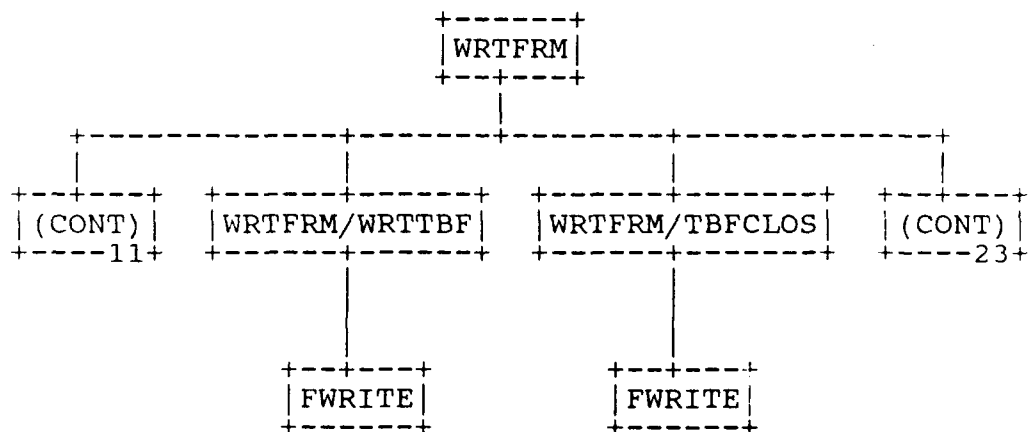 WRTFRM
(CONT) WRTFRM/WRTTBF WRTFRM/TBFCLOS (CONT)
11 23
FWRITE FWRITE